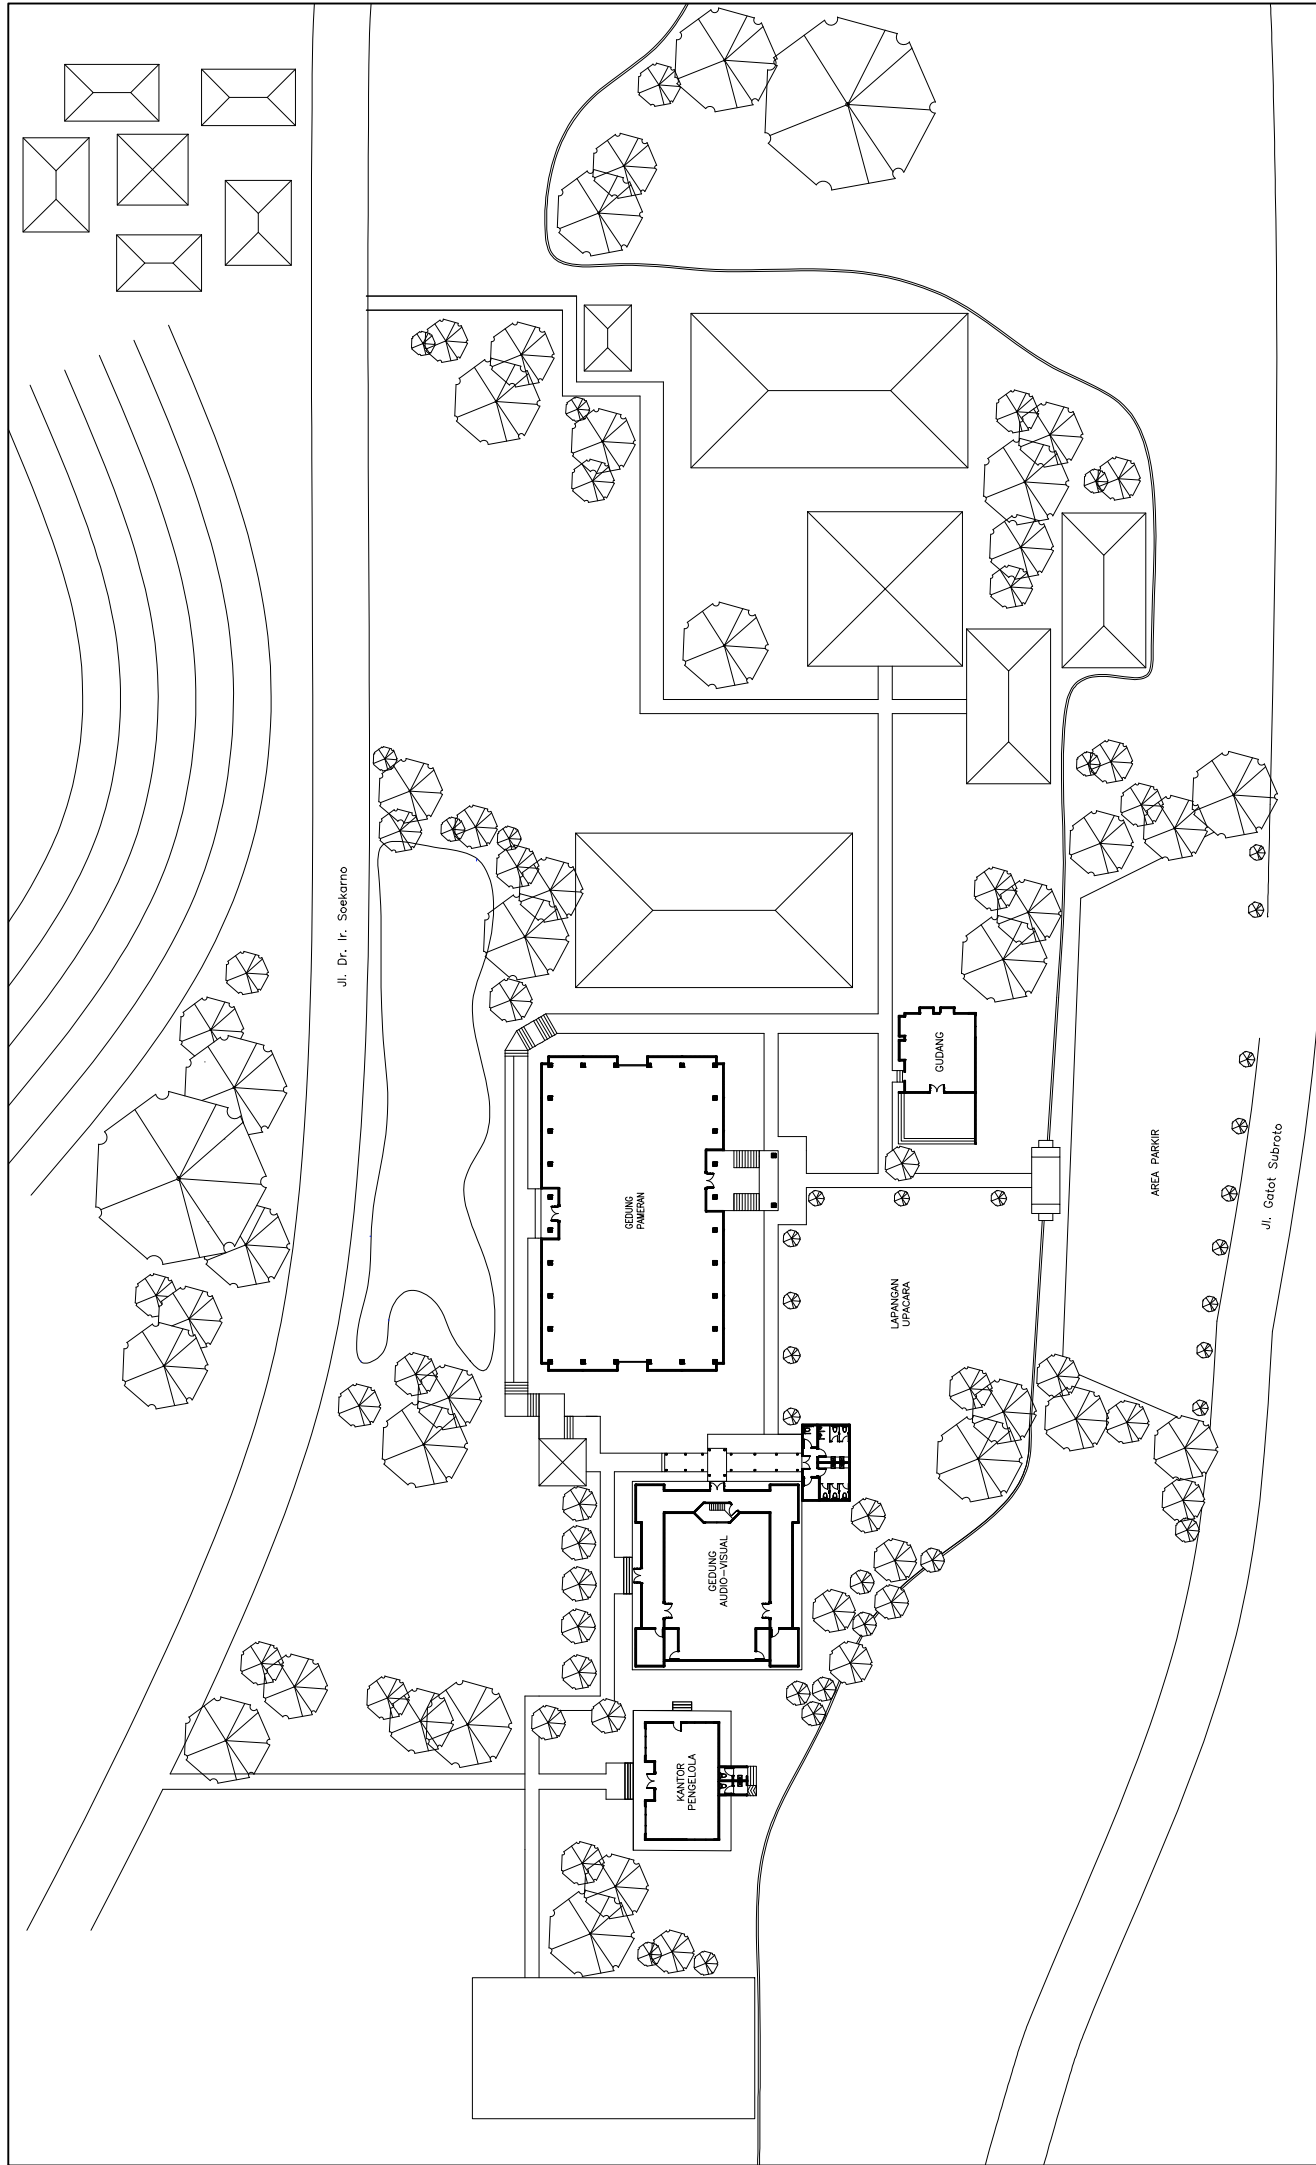 Jl. Dr. Ir. Soekarno
GUDANG
AREA PARKIR
Jl. Gatot Subroto
GEDUNG
PAMERAN
LAPANGAN
UPACARA
GEDUNG
AUDIO-VISUAL
KANTOR
PENGELOLA